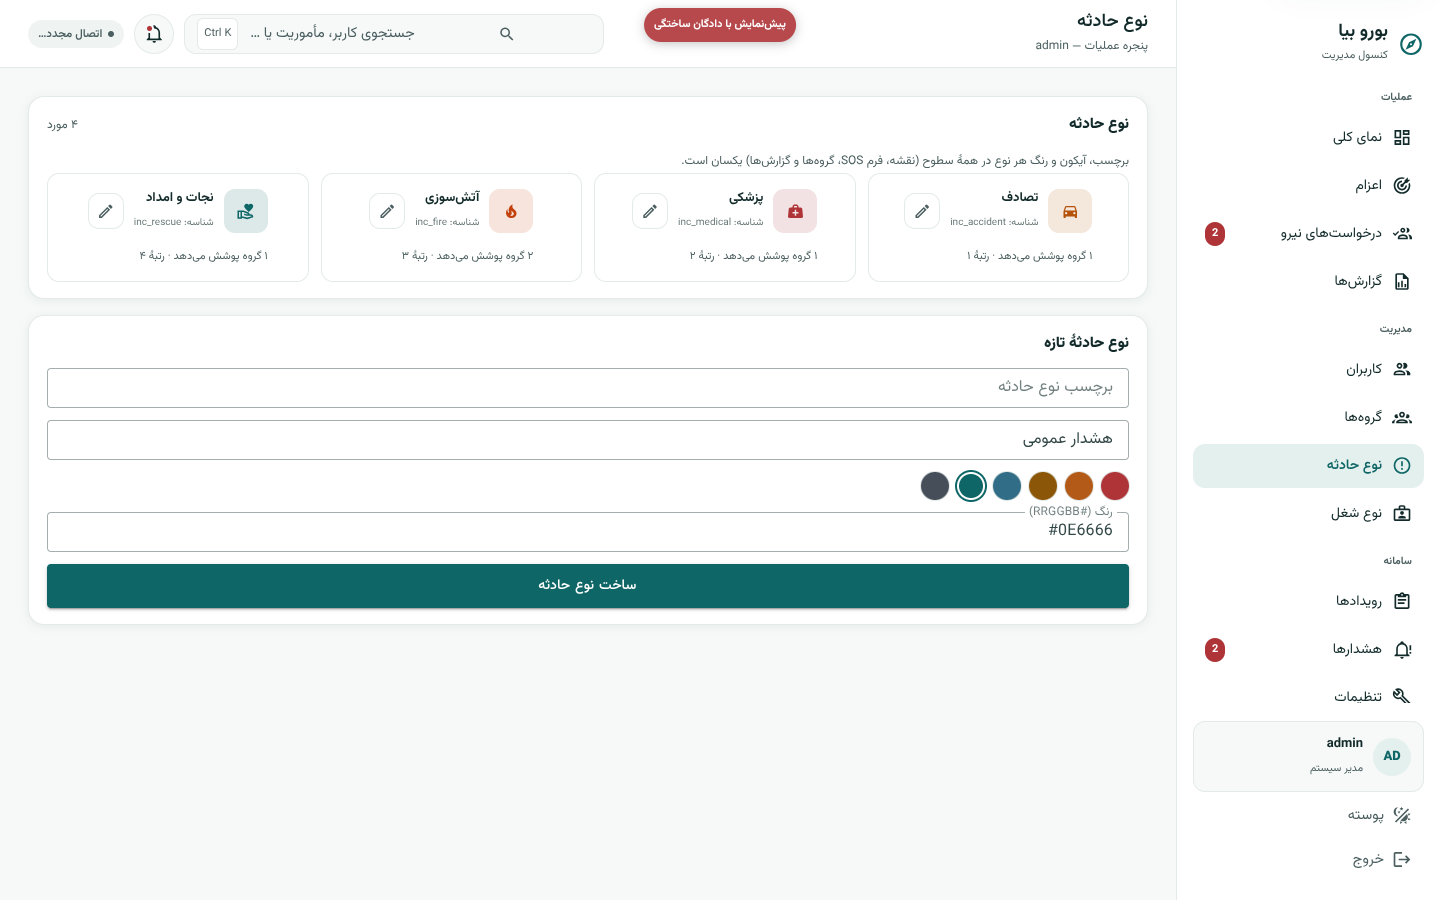 بورو بیا
کنسول مدیریت
عملیات
نمای کلی
اعزام
درخواست‌های نیرو
2
گزارش‌ها
مدیریت
کاربران
گروه‌ها
نوع حادثه
نوع شغل
سامانه
رویدادها
هشدارها
2
تنظیمات
AD
admin
مدیر سیستم
پوسته
خروج
نوع حادثه
پنجره عملیات — admin
پیش‌نمایش با دادگان ساختگی
جستجوی کاربر، مأموریت یا ...
Ctrl K
اتصال مجدد...
نوع حادثه
۴ مورد
برچسب، آیکون و رنگ هر نوع در همهٔ سطوح (نقشه، فرم SOS، گروه‌ها و گزارش‌ها) یکسان است.
تصادف
شناسه: inc_accident
۱ گروه پوشش می‌دهد · رتبهٔ ۱
پزشکی
شناسه: inc_medical
۱ گروه پوشش می‌دهد · رتبهٔ ۲
آتش‌سوزی
شناسه: inc_fire
۲ گروه پوشش می‌دهد · رتبهٔ ۳
نجات و امداد
شناسه: inc_rescue
۱ گروه پوشش می‌دهد · رتبهٔ ۴
نوع حادثهٔ تازه
برچسب نوع حادثه
هشدار عمومی
رنگ (#RRGGBB)
#0E6666
ساخت نوع حادثه